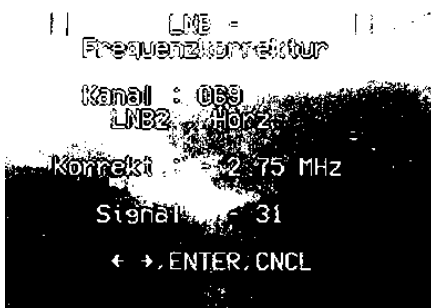 LNB -
Frequenzkorrektur
Kanal : 069
LNB2 , Horz
Korrekt : - 2.75 MHz
Signal : - 31
← →,ENTER,CNCL